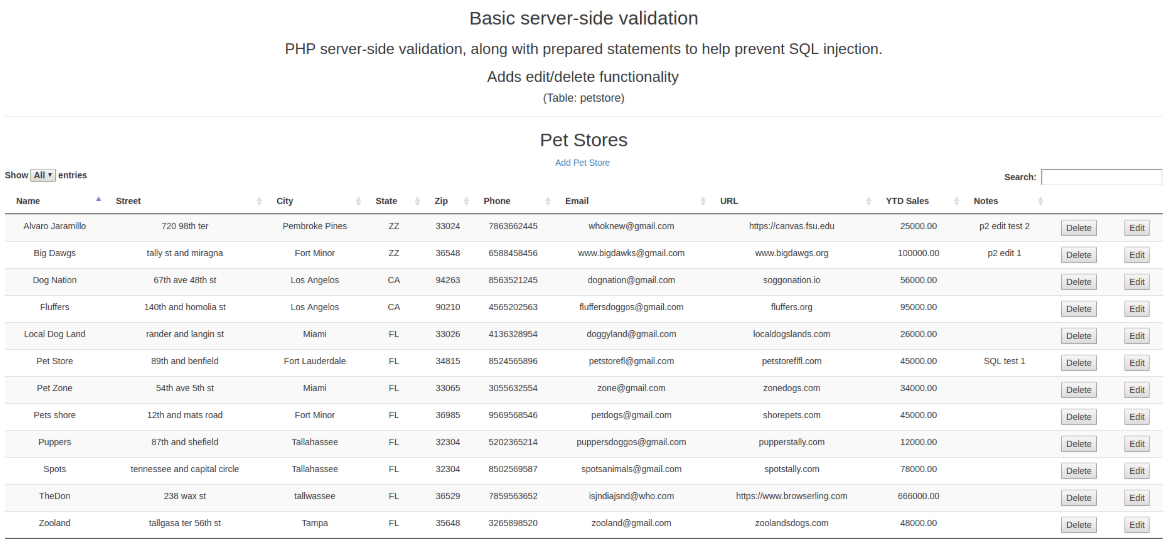 Basic server-side validation
PHP server-side validation, along with prepared statements to help prevent SQL injection.
Adds edit/delete functionality
(Table: petstore)
Pet Stores
Add Pet Store
Show All entries Search:
Name Street City State Zip Phone Email URL YTD Sales Notes
Alvaro Jaramillo 720 98th ter Pembroke Pines ZZ 33024 7863662445 whoknew@gmail.com https://canvas.fsu.edu 25000.00 p2 edit test 2 Delete Edit
Big Dawgs tally st and miragna Fort Minor ZZ 36548 6588458456 www.bigdawks@gmail.com www.bigdawgs.org 100000.00 p2 edit 1 Delete Edit
Dog Nation 67th ave 48th st Los Angelos CA 94263 8563521245 dognation@gmail.com soggonation.io 56000.00 Delete Edit
Fluffers 140th and homolia st Los Angelos CA 90210 4565202563 fluffersdoggos@gmail.com fluffers.org 95000.00 Delete Edit
Local Dog Land rander and langin st Miami FL 33026 4136328954 doggyland@gmail.com localdogslands.com 26000.00 Delete Edit
Pet Store 89th and benfield Fort Lauderdale FL 34815 8524565896 petstorefl@gmail.com petstoreflfl.com 45000.00 SQL test 1 Delete Edit
Pet Zone 54th ave 5th st Miami FL 33065 3055632554 zone@gmail.com zonedogs.com 34000.00 Delete Edit
Pets shore 12th and mats road Fort Minor FL 36985 9569568546 petdogs@gmail.com shorepets.com 45000.00 Delete Edit
Puppers 87th and shefield Tallahassee FL 32304 5202365214 puppersdoggos@gmail.com pupperstally.com 12000.00 Delete Edit
Spots tennessee and capital circle Tallahassee FL 32304 8502569587 spotsanimals@gmail.com spotstally.com 78000.00 Delete Edit
TheDon 238 wax st tallwassee FL 36529 7859563652 isjndiajsnd@who.com https://www.browserling.com 666000.00 Delete Edit
Zooland tallgasa ter 56th st Tampa FL 35648 3265898520 zooland@gmail.com zoolandsdogs.com 48000.00 Delete Edit